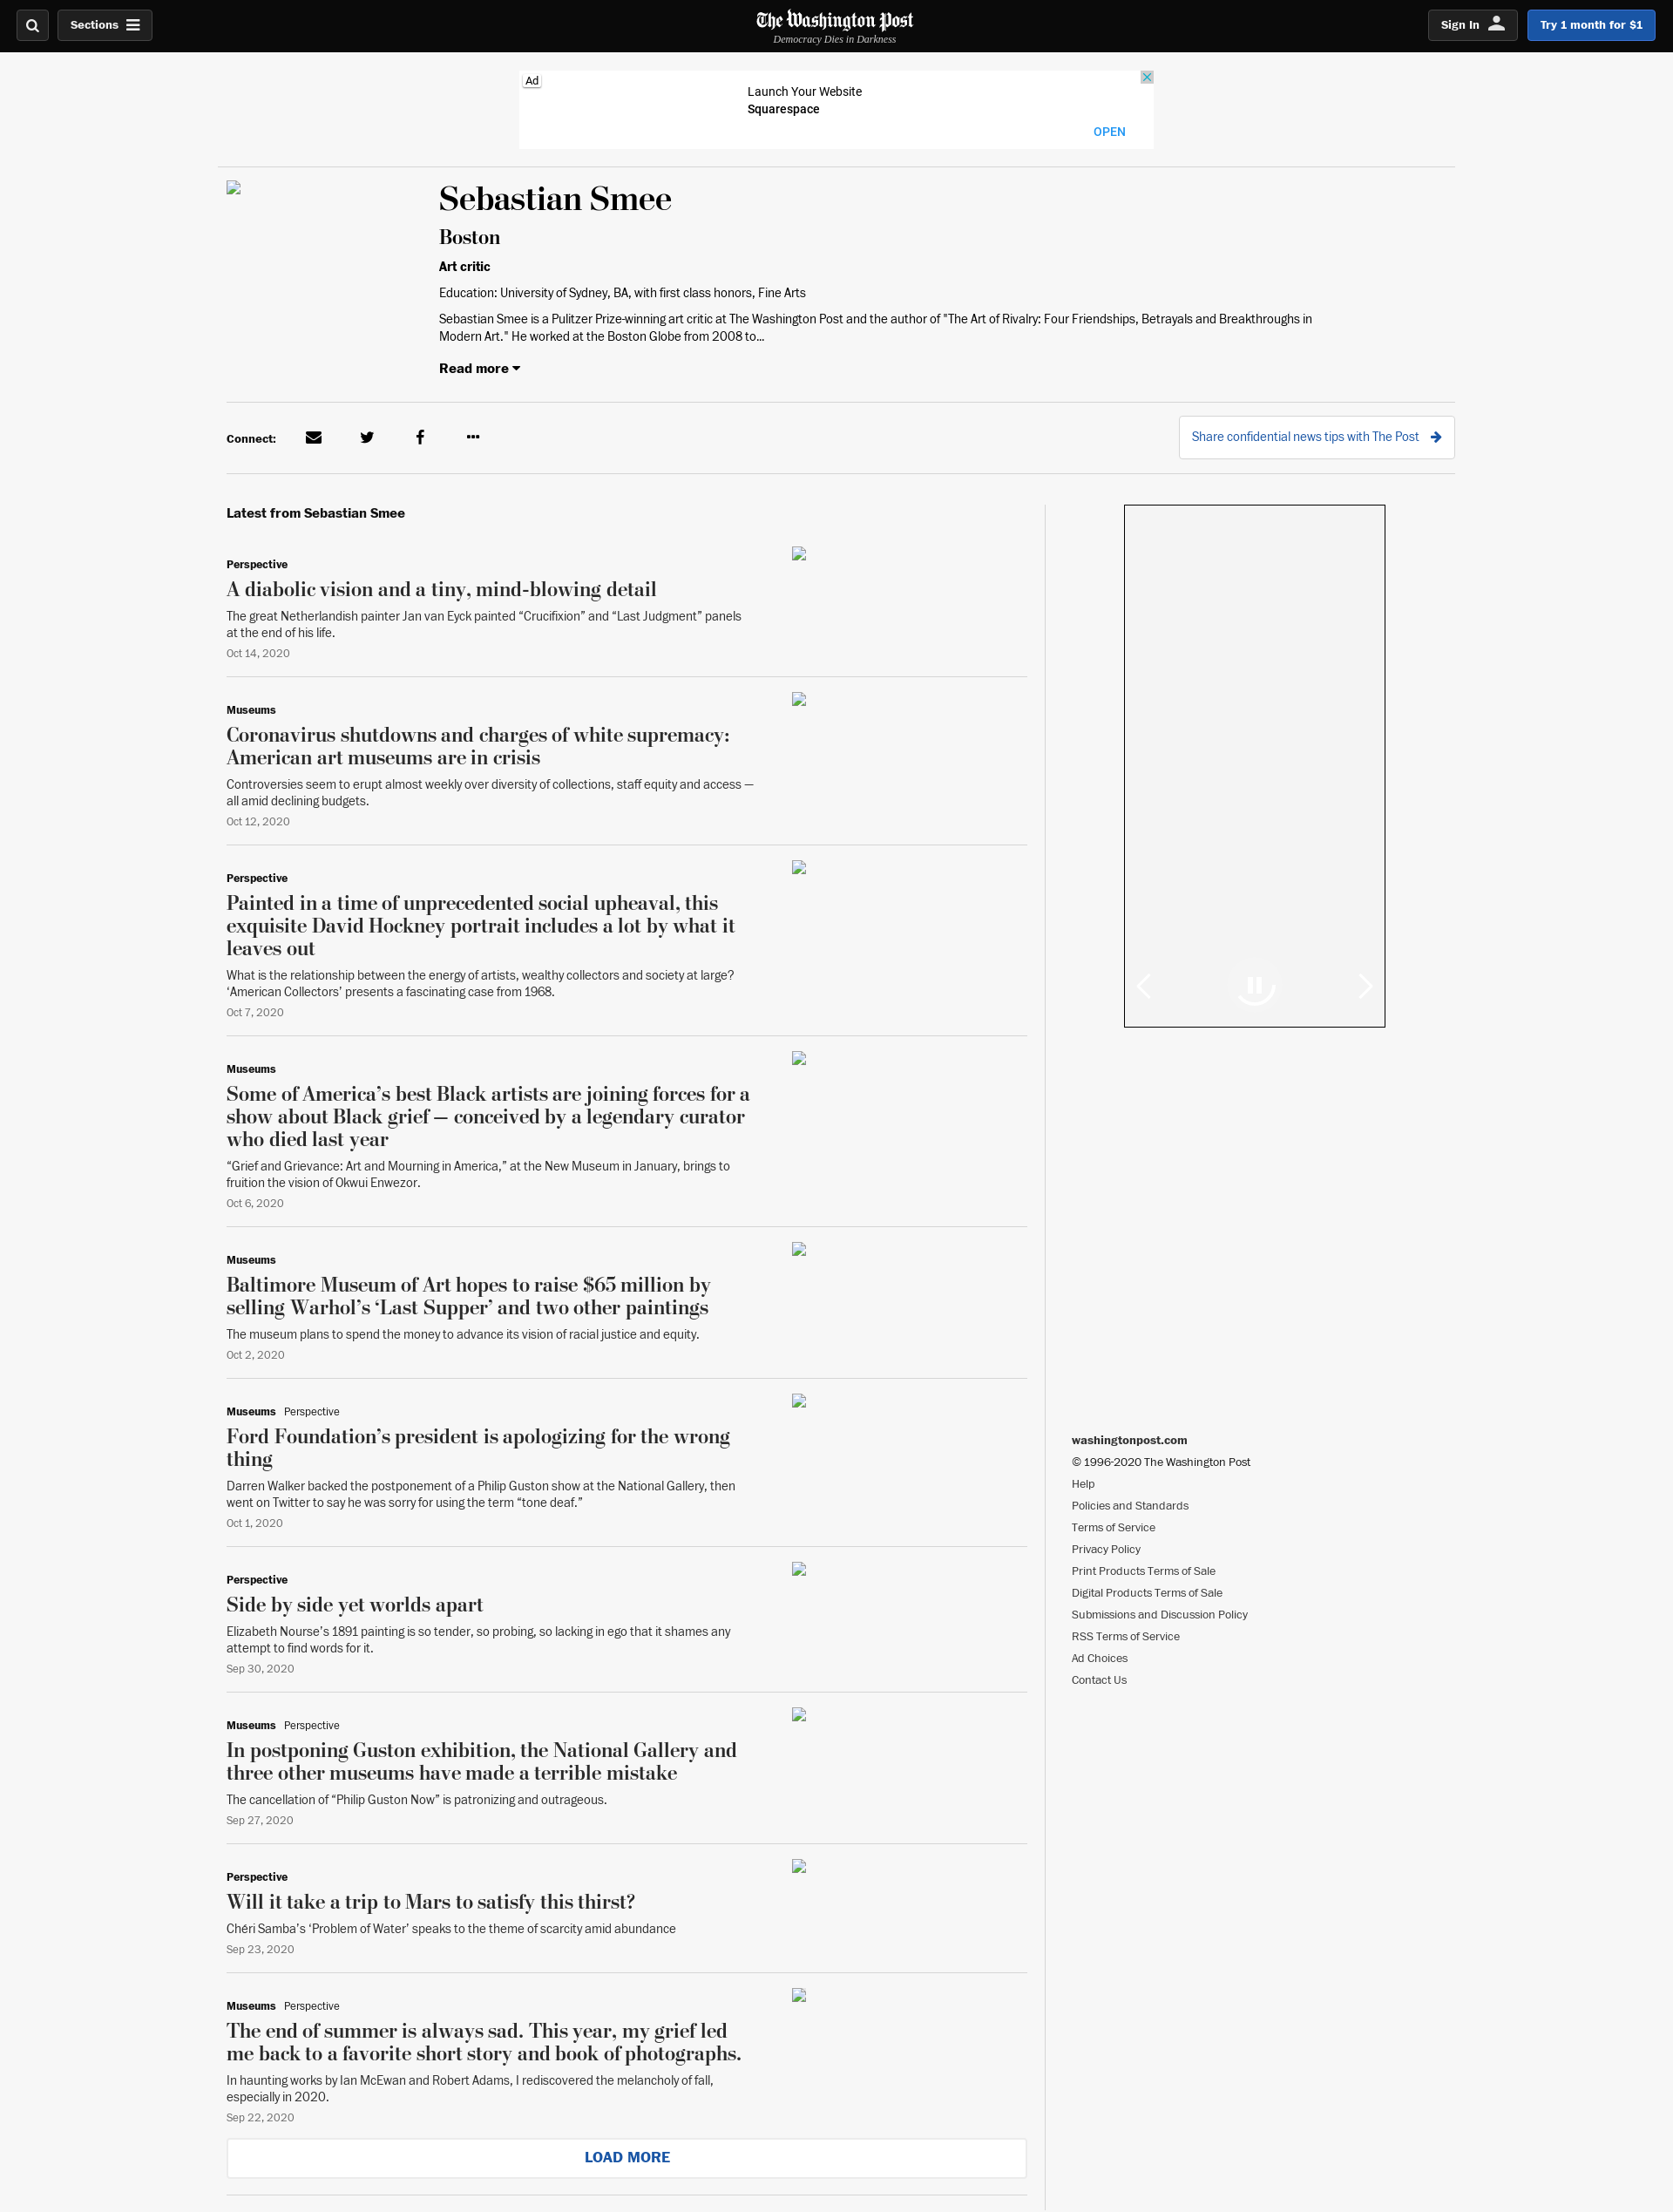 Sections
The Washington Post
Democracy Dies in Darkness
Sign In
Try 1 month for $1
Ad
Launch Your Website
Squarespace
OPEN
Sebastian Smee
Boston
Art critic
Education: University of Sydney, BA, with first class honors, Fine Arts
Sebastian Smee is a Pulitzer Prize-winning art critic at The Washington Post and the author of "The Art of Rivalry: Four Friendships, Betrayals and Breakthroughs in
Modern Art." He worked at the Boston Globe from 2008 to...
Read more
Connect:
Share confidential news tips with The Post
Latest from Sebastian Smee
Perspective
A diabolic vision and a tiny, mind-blowing detail
The great Netherlandish painter Jan van Eyck painted “Crucifixion” and “Last Judgment” panels
at the end of his life.
Oct 14, 2020
Museums
Coronavirus shutdowns and charges of white supremacy:
American art museums are in crisis
Controversies seem to erupt almost weekly over diversity of collections, staff equity and access —
all amid declining budgets.
Oct 12, 2020
Perspective
Painted in a time of unprecedented social upheaval, this
exquisite David Hockney portrait includes a lot by what it
leaves out
What is the relationship between the energy of artists, wealthy collectors and society at large?
‘American Collectors’ presents a fascinating case from 1968.
Oct 7, 2020
Museums
Some of America’s best Black artists are joining forces for a
show about Black grief — conceived by a legendary curator
who died last year
“Grief and Grievance: Art and Mourning in America,” at the New Museum in January, brings to
fruition the vision of Okwui Enwezor.
Oct 6, 2020
Museums
Baltimore Museum of Art hopes to raise $65 million by
selling Warhol’s ‘Last Supper’ and two other paintings
The museum plans to spend the money to advance its vision of racial justice and equity.
Oct 2, 2020
Museums Perspective
Ford Foundation’s president is apologizing for the wrong
thing
Darren Walker backed the postponement of a Philip Guston show at the National Gallery, then
went on Twitter to say he was sorry for using the term “tone deaf.”
Oct 1, 2020
Perspective
Side by side yet worlds apart
Elizabeth Nourse’s 1891 painting is so tender, so probing, so lacking in ego that it shames any
attempt to find words for it.
Sep 30, 2020
Museums Perspective
In postponing Guston exhibition, the National Gallery and
three other museums have made a terrible mistake
The cancellation of “Philip Guston Now” is patronizing and outrageous.
Sep 27, 2020
Perspective
Will it take a trip to Mars to satisfy this thirst?
Chéri Samba’s ‘Problem of Water’ speaks to the theme of scarcity amid abundance
Sep 23, 2020
Museums Perspective
The end of summer is always sad. This year, my grief led
me back to a favorite short story and book of photographs.
In haunting works by Ian McEwan and Robert Adams, I rediscovered the melancholy of fall,
especially in 2020.
Sep 22, 2020
LOAD MORE
washingtonpost.com
© 1996-2020 The Washington Post
Help
Policies and Standards
Terms of Service
Privacy Policy
Print Products Terms of Sale
Digital Products Terms of Sale
Submissions and Discussion Policy
RSS Terms of Service
Ad Choices
Contact Us